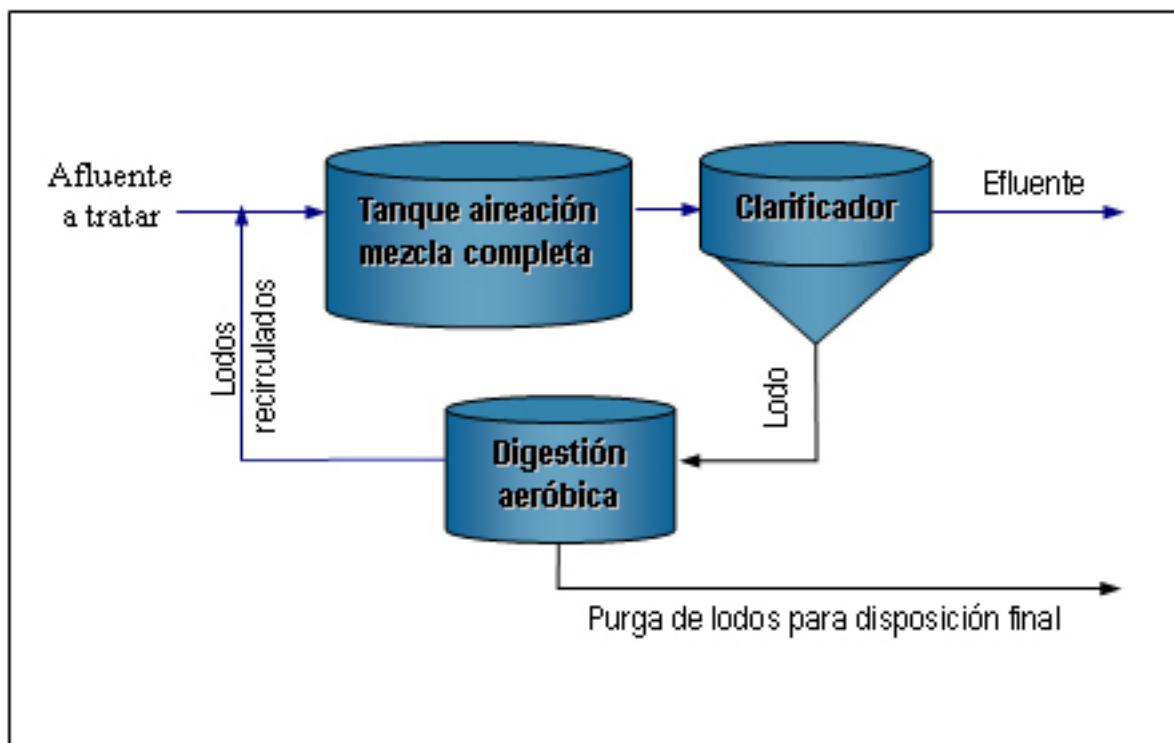 Afluente
a tratar
Tanque aireación
mezcla completa
Clarificador
Efluente
Lodos
recirculados
Lodo
Digestión
aeróbica
Purga de lodos para disposición final